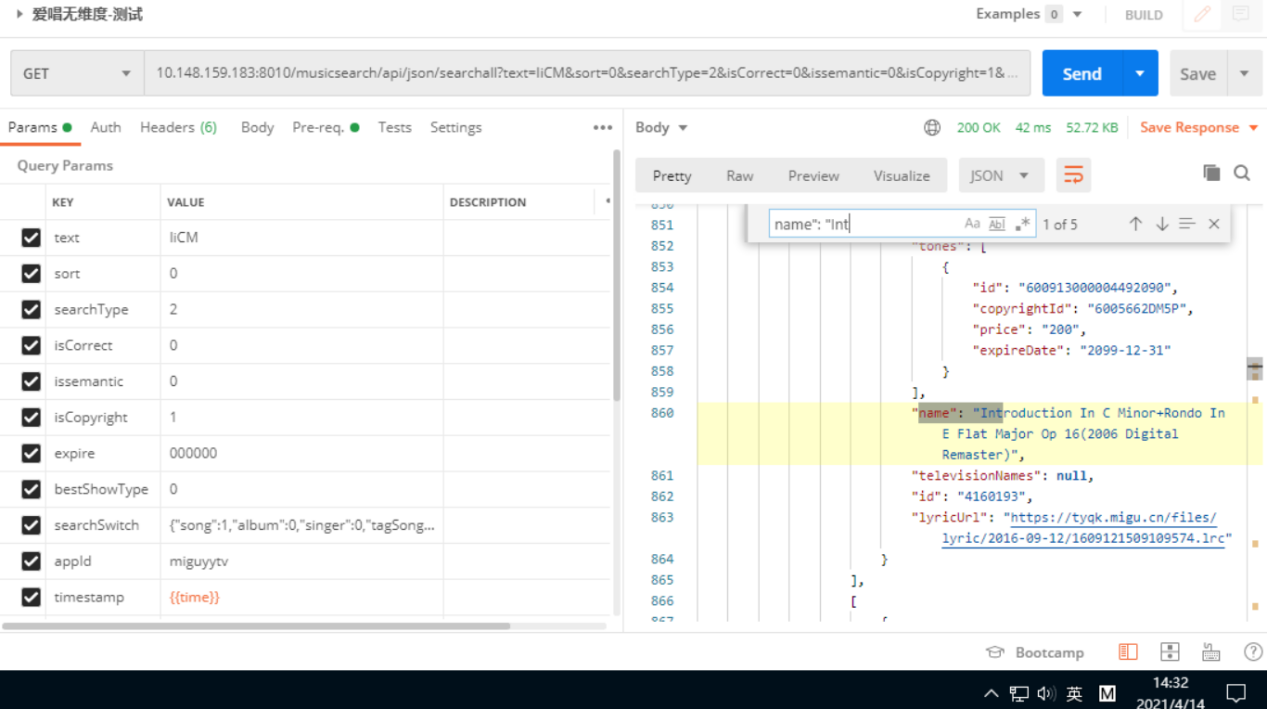 爱唱无维度-测试
Examples 0
BUILD
GET
10.148.159.183:8010/musicsearch/api/json/searchall?text=liCM&sort=0&searchType=2&isCorrect=0&issemantic=0&isCopyright=1& ...
Send
Save
Params
Auth
Headers (6)
Body
Pre-req.
Tests
Settings
Query Params
KEY VALUE DESCRIPTION
text liCM
sort 0
searchType 2
isCorrect 0
issemantic 0
isCopyright 1
expire 000000
bestShowType 0
searchSwitch {"song":1,"album":0,"singer":0,"tagSong...
appId miguyytv
timestamp {{time}}
Body
200 OK 42 ms 52.72 KB Save Response
Pretty Raw Preview Visualize JSON
name": "Int Aa Abl .* 1 of 5
850
851
852 "tones": [
853 {
854 "id": "600913000004492090",
855 "copyrightId": "6005662DM5P",
856 "price": "200",
857 "expireDate": "2099-12-31"
858 }
859 ],
860 "name": "Introduction In C Minor+Rondo In
E Flat Major Op 16(2006 Digital
Remaster)",
861 "televisionNames": null,
862 "id": "4160193",
863 "lyricUrl": "https://tyqk.migu.cn/files/
lyric/2016-09-12/1609121509109574.lrc"
864 }
865 ],
866 [
867 {
Bootcamp
英 M
14:32
2021/4/14